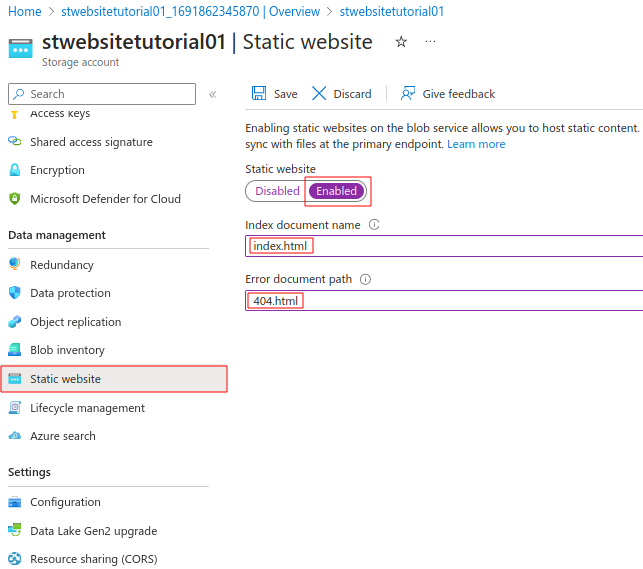 Home > stwebsitetutorial01_1691862345870 | Overview > stwebsitetutorial01
stwebsitetutorial01 | Static website
Storage account
Search
Access keys
Shared access signature
Encryption
Microsoft Defender for Cloud
Data management
Redundancy
Data protection
Object replication
Blob inventory
Static website
Lifecycle management
Azure search
Settings
Configuration
Data Lake Gen2 upgrade
Resource sharing (CORS)
Save Discard Give feedback
Enabling static websites on the blob service allows you to host static content.
sync with files at the primary endpoint. Learn more
Static website
Disabled Enabled
Index document name
index.html
Error document path
404.html